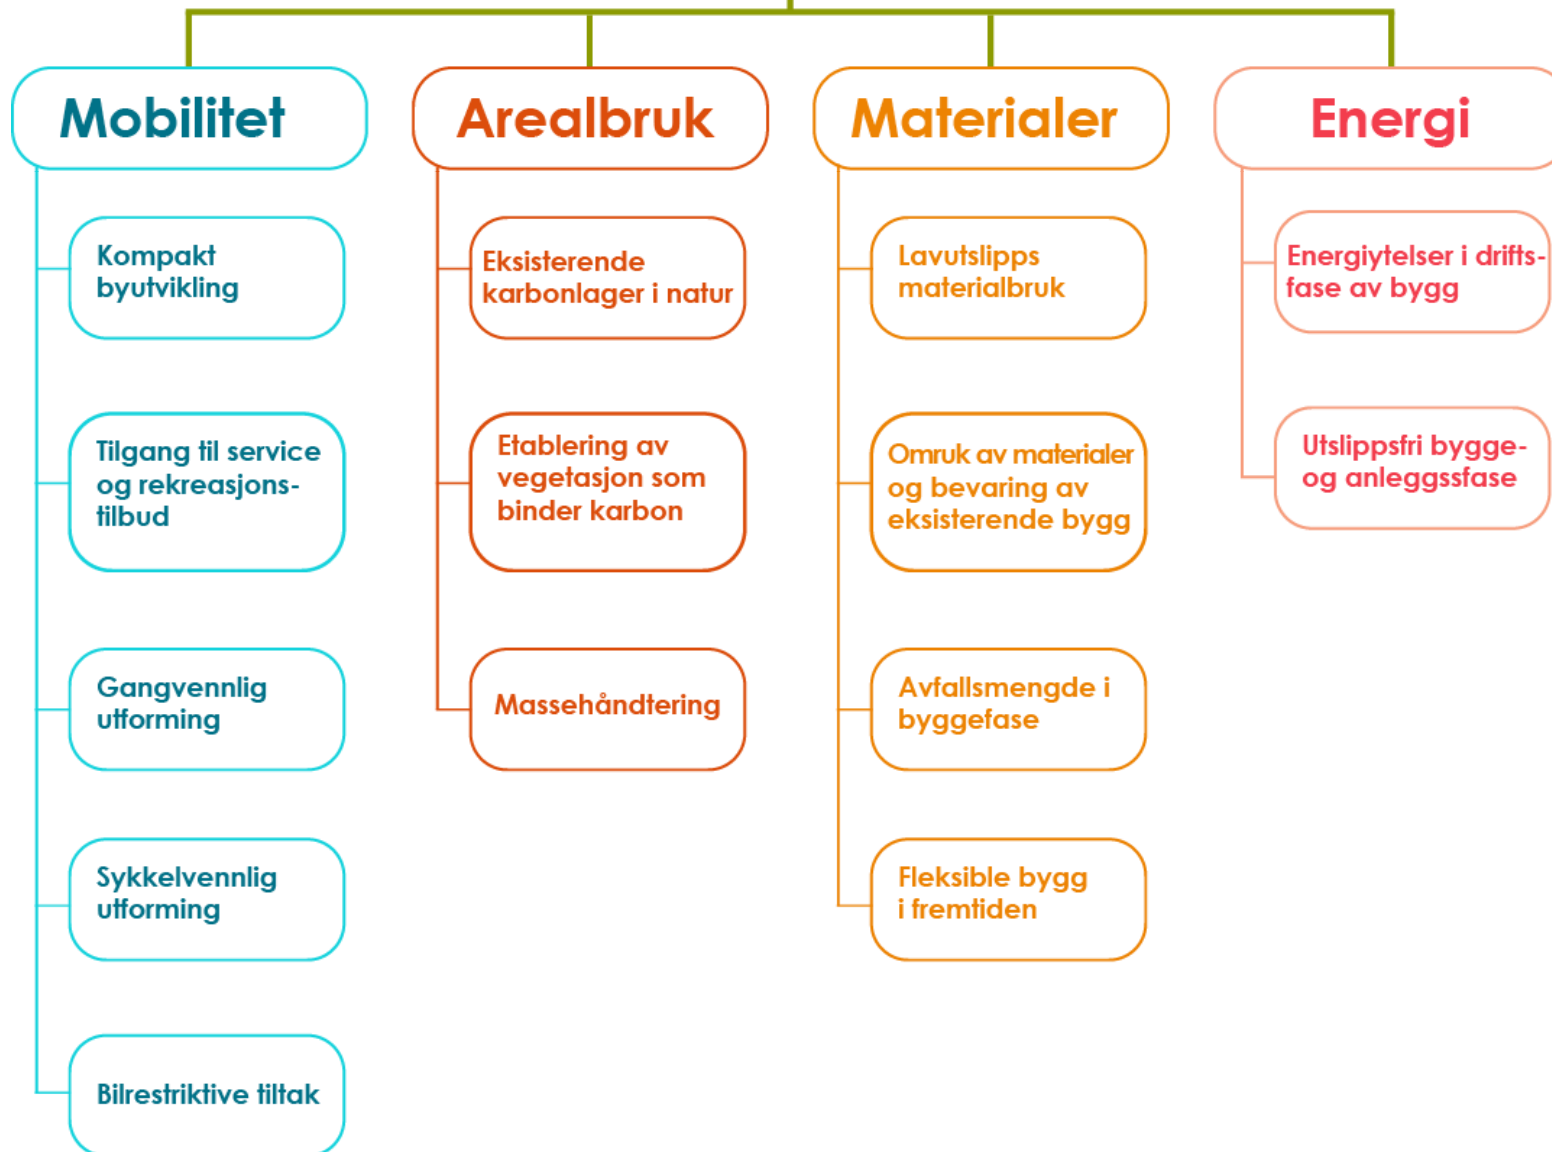 Mobilitet
Kompakt
byutvikling
Tilgang til service
og rekreasjons-
tilbud
Gangvennlig
utforming
Sykkelvennlig
utforming
Bilrestriktive tiltak
Arealbruk
Eksisterende
karbonlager i natur
Etablering av
vegetasjon som
binder karbon
Massehåndtering
Materialer
Lavutslipps
materialbruk
Omruk av materialer
og bevaring av
eksisterende bygg
Avfallsmengde i
byggefase
Fleksible bygg
i fremtiden
Energi
Energiytelser i drifts-
fase av bygg
Utslippsfri bygge-
og anleggssfase